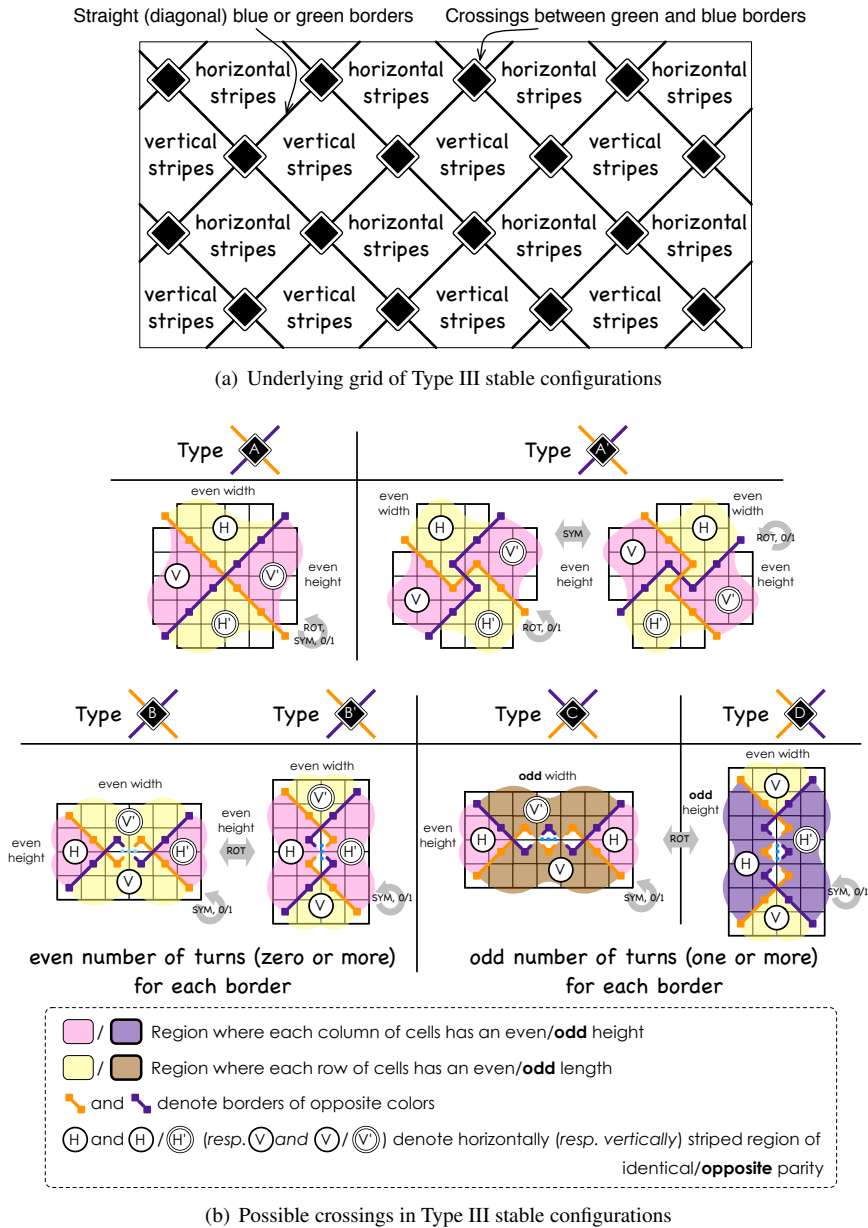 Straight (diagonal) blue or green borders
Crossings between green and blue borders
horizontal stripes horizontal stripes horizontal stripes horizontal stripes
vertical stripes vertical stripes vertical stripes vertical stripes
horizontal stripes horizontal stripes horizontal stripes horizontal stripes
vertical stripes vertical stripes vertical stripes vertical stripes
(a) Underlying grid of Type III stable configurations
Type A
Type A'
even width
H
V
V'
H'
even height
ROT, SYM, 0/1
even width
H
V'
V
H'
even height
ROT, 0/1
SYM
even width
H
V
V'
H'
even height
ROT, 0/1
Type B
Type B'
Type C
Type D
even width
even height
V'
H
H'
V
SYM, 0/1
ROT
even width
even height
V'
H
H'
V
SYM, 0/1
odd width
even height
V'
H
H
V
SYM, 0/1
ROT
even width
odd height
V
H'
H
V
SYM, 0/1
even number of turns (zero or more)
for each border
odd number of turns (one or more)
for each border
/ Region where each column of cells has an even/odd height
/ Region where each row of cells has an even/odd length
and denote borders of opposite colors
H and H / H' (resp. V and V / V') denote horizontally (resp. vertically) striped region of
identical/opposite parity
(b) Possible crossings in Type III stable configurations